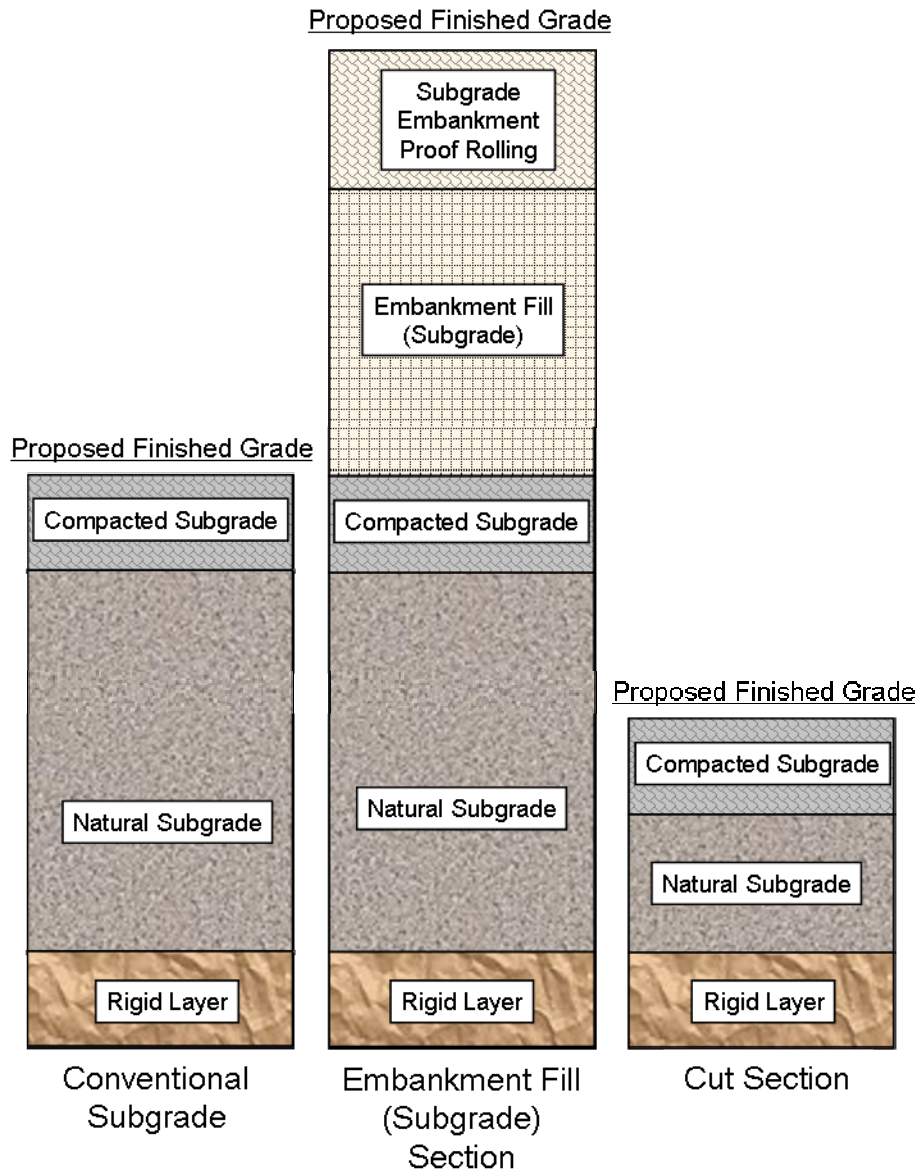 Proposed Finished Grade
Subgrade
Embankment
Proof Rolling
Embankment Fill
(Subgrade)
Proposed Finished Grade
Compacted Subgrade
Compacted Subgrade
Proposed Finished Grade
Compacted Subgrade
Natural Subgrade
Natural Subgrade
Natural Subgrade
Rigid Layer
Rigid Layer
Rigid Layer
Conventional
Subgrade
Embankment Fill
(Subgrade)
Section
Cut Section